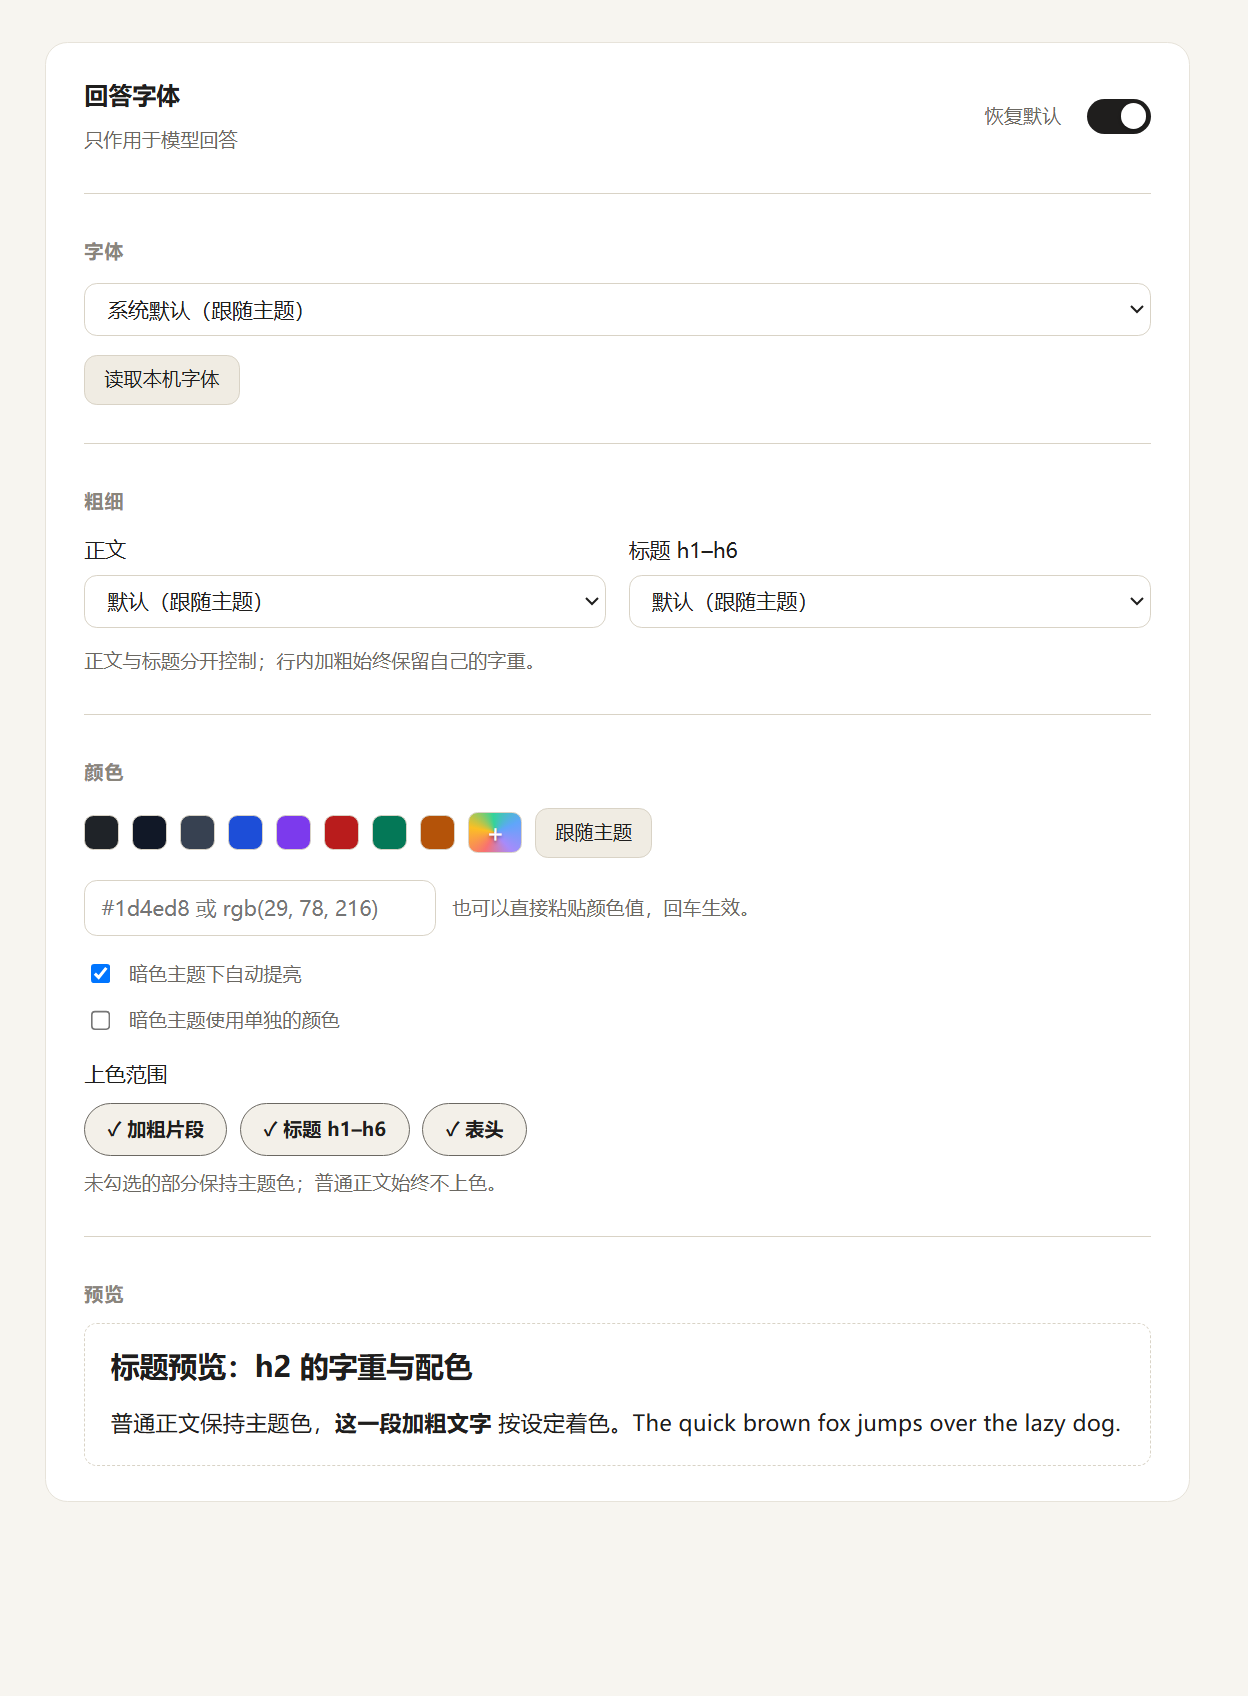 回答字体
只作用于模型回答
恢复默认
字体
系统默认（跟随主题）
读取本机字体
粗细
正文
标题 h1–h6
默认（跟随主题）
默认（跟随主题）
正文与标题分开控制；行内加粗始终保留自己的字重。
颜色
+
跟随主题
#1d4ed8 或 rgb(29, 78, 216)
也可以直接粘贴颜色值，回车生效。
暗色主题下自动提亮
暗色主题使用单独的颜色
上色范围
✓ 加粗片段
✓ 标题 h1–h6
✓ 表头
未勾选的部分保持主题色；普通正文始终不上色。
预览
标题预览：h2 的字重与配色
普通正文保持主题色，这一段加粗文字 按设定着色。The quick brown fox jumps over the lazy dog.